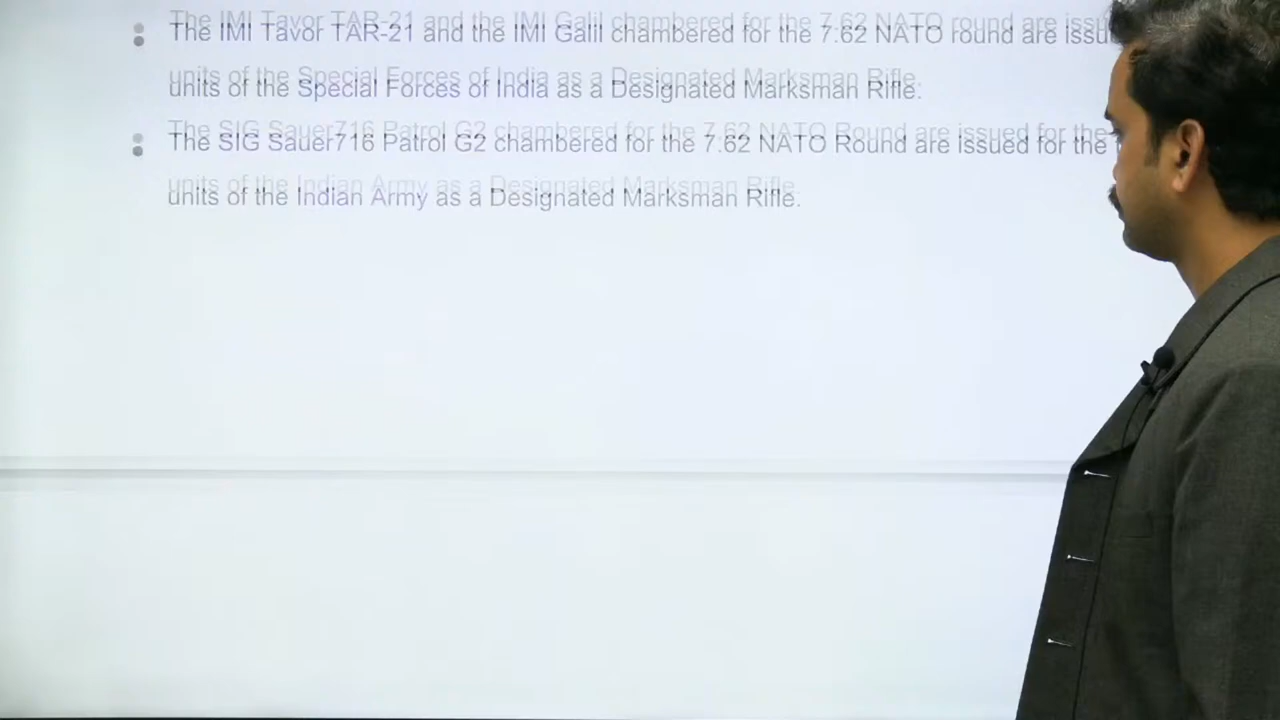 The IMI Tavor TAR-21 and the IMI Galil chambered for the 7.62 NATO round are
units of the Special Forces of India as a Designated Marksman Rifle.
The SIG Sauer716 Patrol G2 chambered for the 7.62 NATO Round are issued for the
units of the Indian Army as a Designated Marksman Rifle.